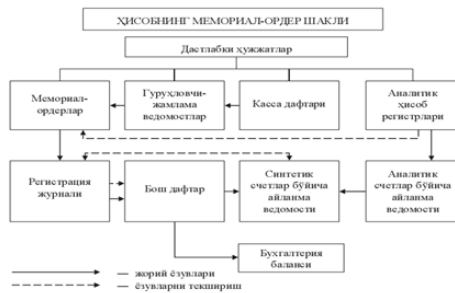 ҲИСОБНИНГ МЕМОРИАЛ-ОРДЕР ШАКЛИ
Дастлабки ҳужжатлар
Мемориал-
ордерлар
Гуруҳловчи-
жамлама
ведомостлар
Касса дафтари
Аналитик
ҳисоб
регистрлари
Регистрация
журнали
Бош дафтар
Синтетик
счетлар бўйича
айланма
ведомости
Аналитик
счетлар бўйича
айланма
ведомости
Бухгалтерия
баланси
— жорий ёзувлари
— ёзувларни текшириш